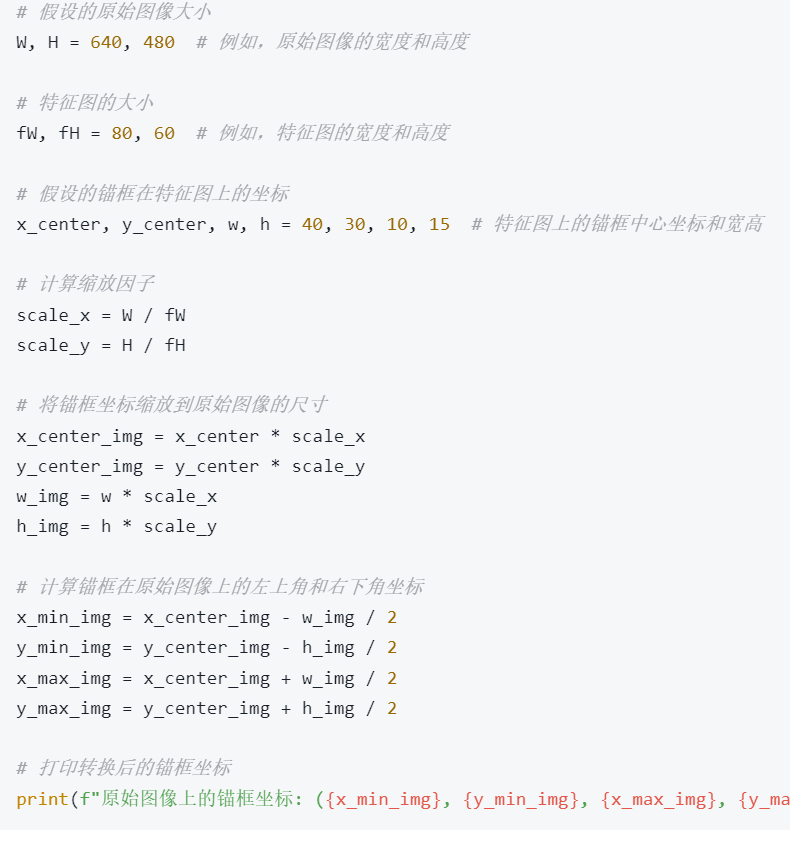 # 假设的原始图像大小
W, H = 640, 480  # 例如，原始图像的宽度和高度
# 特征图的大小
fW, fH = 80, 60  # 例如，特征图的宽度和高度
# 假设的锚框在特征图上的坐标
x_center, y_center, w, h = 40, 30, 10, 15  # 特征图上的锚框中心坐标和宽高
# 计算缩放因子
scale_x = W / fW
scale_y = H / fH
# 将锚框坐标缩放到原始图像的尺寸
x_center_img = x_center * scale_x
y_center_img = y_center * scale_y
w_img = w * scale_x
h_img = h * scale_y
# 计算锚框在原始图像上的左上角和右下角坐标
x_min_img = x_center_img - w_img / 2
y_min_img = y_center_img - h_img / 2
x_max_img = x_center_img + w_img / 2
y_max_img = y_center_img + h_img / 2
# 打印转换后的锚框坐标
print(f"原始图像上的锚框坐标: ({x_min_img}, {y_min_img}, {x_max_img}, {y_ma